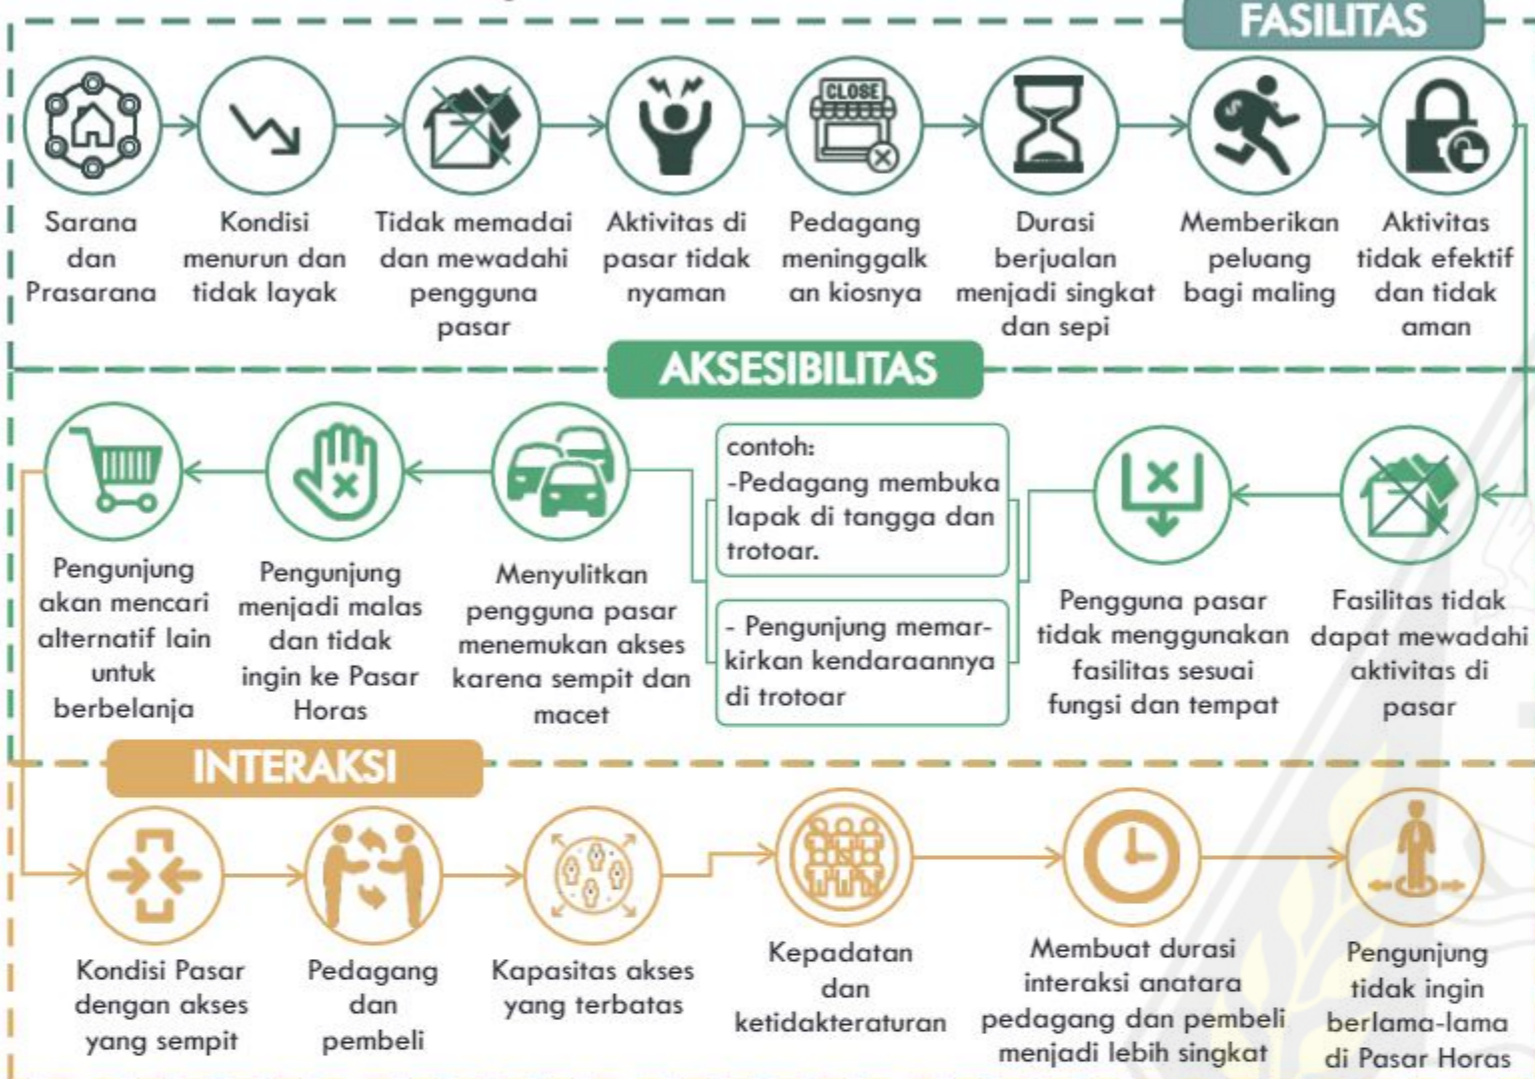 FASILITAS
CLOSE
$
Sarana
dan
Prasarana
Kondisi
menurun dan
tidak layak
Tidak memadai
dan mewadahi
pengguna
pasar
Aktivitas di
pasar tidak
nyaman
Pedagang
meninggalk
an kiosnya
Durasi
berjualan
menjadi singkat
dan sepi
Memberikan
peluang
bagi maling
Aktivitas
tidak efektif
dan tidak
aman
AKSESIBILITAS
Fasilitas tidak
dapat mewadahi
aktivitas di
pasar
Pengguna pasar
tidak menggunakan
fasilitas sesuai
fungsi dan tempat
contoh:
-Pedagang membuka
lapak di tangga dan
trotoar.
- Pengunjung memar-
kirkan kendaraannya
di trotoar
Menyulitkan
pengguna pasar
menemukan akses
karena sempit dan
macet
Pengunjung
menjadi malas
dan tidak
ingin ke Pasar
Horas
Pengunjung
akan mencari
alternatif lain
untuk
berbelanja
INTERAKSI
Kondisi Pasar
dengan akses
yang sempit
Pedagang
dan
pembeli
Kapasitas akses
yang terbatas
Kepadatan
dan
ketidakteraturan
Membuat durasi
interaksi anatara
pedagang dan pembeli
menjadi lebih singkat
Pengunjung
tidak ingin
berlama-lama
di Pasar Horas